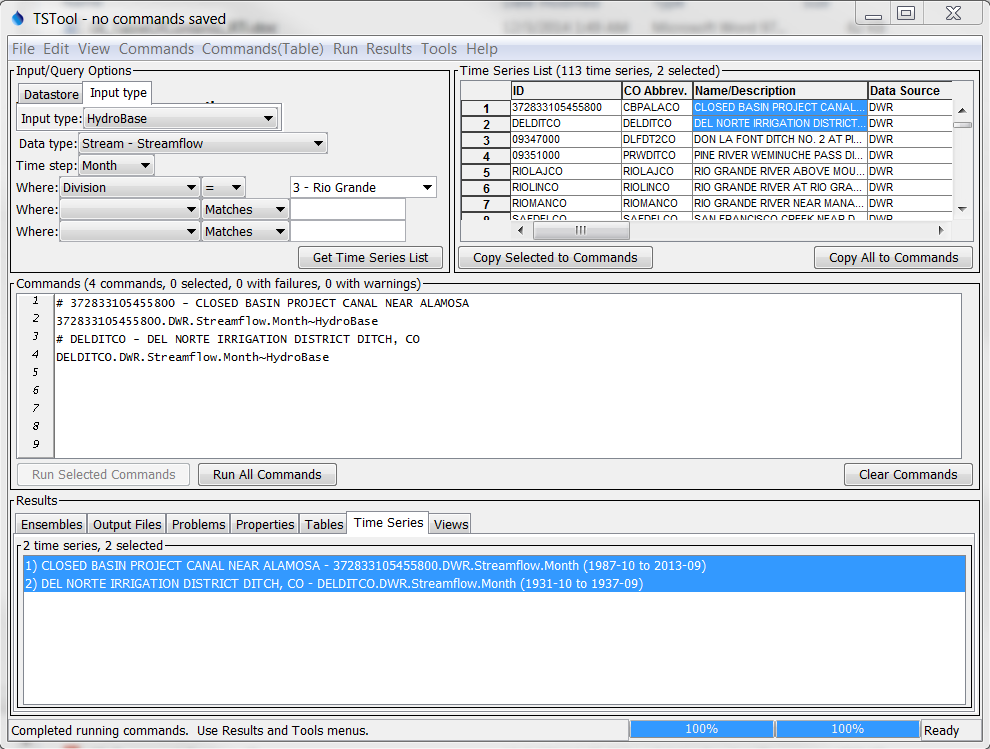 TSTool - no commands saved
File Edit View Commands Commands(Table) Run Results Tools Help
Input/Query Options
Datastore Input type
Input type: HydroBase
Data type: Stream - Streamflow
Time step: Month
Where: Division = 3 - Rio Grande
Where: Matches
Where: Matches
Get Time Series List
Time Series List (113 time series, 2 selected)
ID CO Abbrev. Name/Description Data Source
1 372833105455800 CBPALACO CLOSED BASIN PROJECT CANAL... DWR
2 DELDITCO DELDITCO DEL NORTE IRRIGATION DISTRICT... DWR
3 09347000 DLFDT2CO DON LA FONT DITCH NO. 2 AT PI... DWR
4 09351000 PRWDITCO PINE RIVER WEMINUCHE PASS DI... DWR
5 RIOLAJCO RIOLAJCO RIO GRANDE RIVER ABOVE MOU... DWR
6 RIOLINCO RIOLINCO RIO GRANDE RIVER AT RIO GRA... DWR
7 RIOMANCO RIOMANCO RIO GRANDE RIVER NEAR MANA... DWR
Copy Selected to Commands Copy All to Commands
Commands (4 commands, 0 selected, 0 with failures, 0 with warnings)
1 # 372833105455800 - CLOSED BASIN PROJECT CANAL NEAR ALAMOSA
2 372833105455800.DWR.Streamflow.Month~HydroBase
3 # DELDITCO - DEL NORTE IRRIGATION DISTRICT DITCH, CO
4 DELDITCO.DWR.Streamflow.Month~HydroBase
5
6
7
8
9
Run Selected Commands Run All Commands Clear Commands
Results
Ensembles Output Files Problems Properties Tables Time Series Views
2 time series, 2 selected
1) CLOSED BASIN PROJECT CANAL NEAR ALAMOSA - 372833105455800.DWR.Streamflow.Month (1987-10 to 2013-09)
2) DEL NORTE IRRIGATION DISTRICT DITCH, CO - DELDITCO.DWR.Streamflow.Month (1931-10 to 1937-09)
Completed running commands. Use Results and Tools menus. 100% 100% Ready